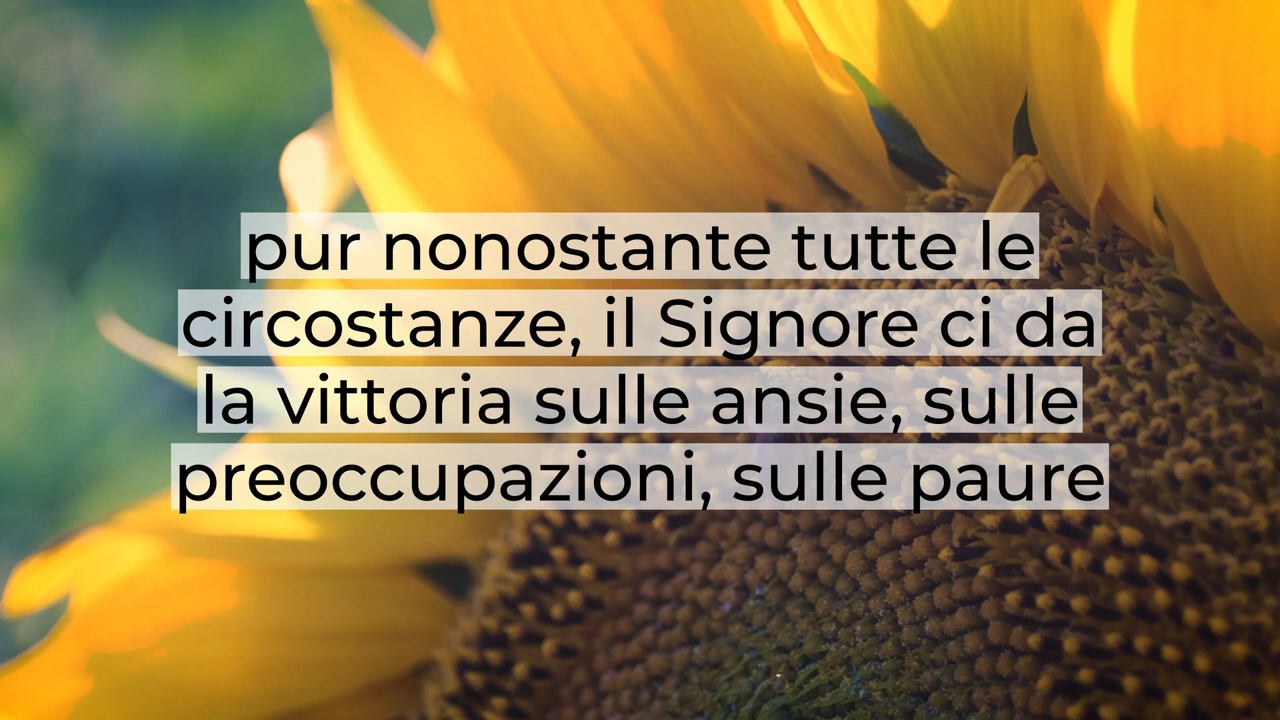 pur nonostante tutte le
circostanze, il Signore ci da
la vittoria sulle ansie, sulle
preoccupazioni, sulle paure